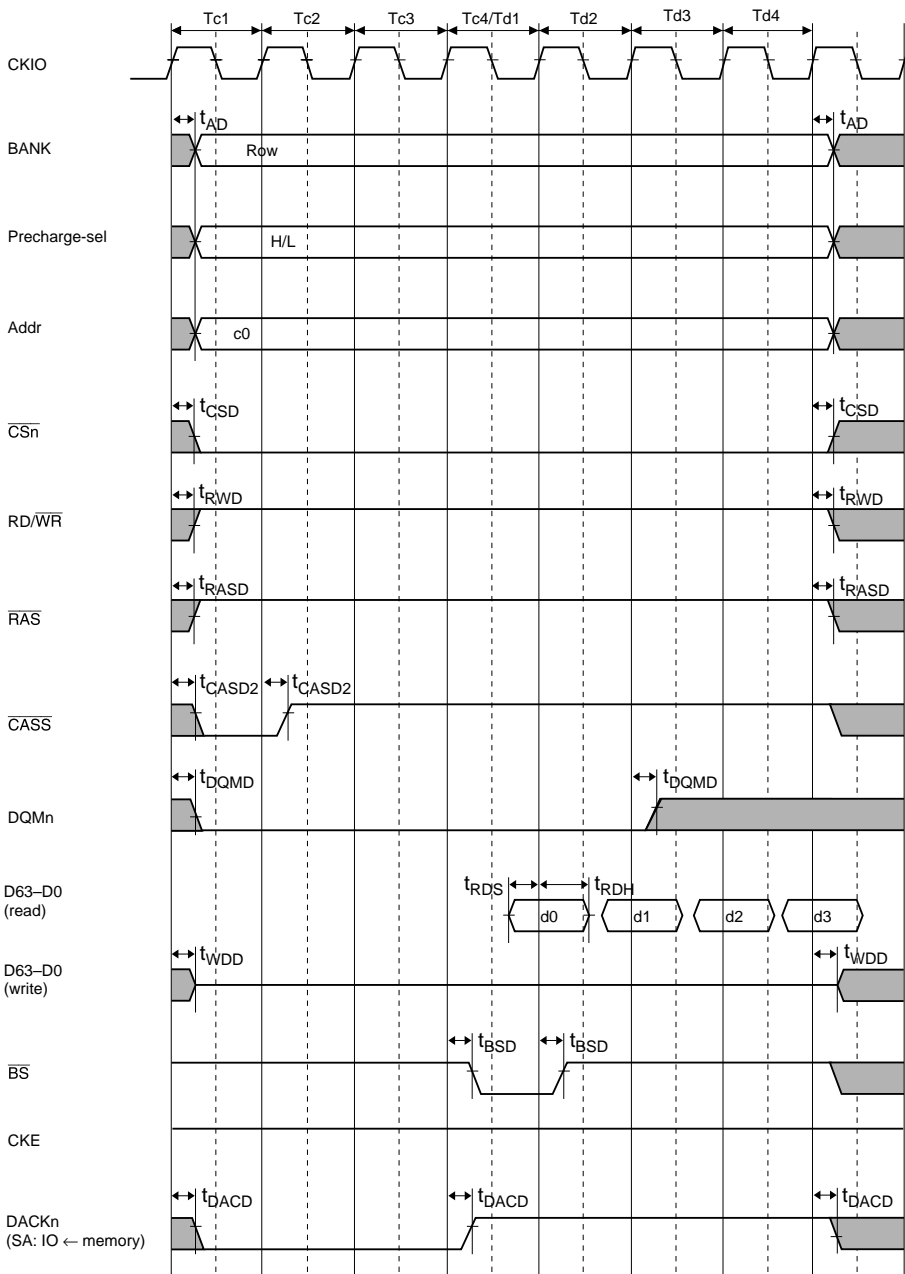 Tc1 Tc2 Tc3 Tc4/Td1 Td2 Td3 Td4
CKIO
tAD tAD
BANK Row
Precharge-sel H/L
Addr c0
tCSD tCSD
CSn
tRWD tRWD
RD/WR
tRASD tRASD
RAS
tCASD2 tCASD2
CASS
tDQMD tDQMD
DQMn
D63–D0 tRDS tRDH
(read) d0 d1 d2 d3
tWDD tWDD
D63–D0
(write)
tBSD tBSD
BS
CKE
tDACD tDACD tDACD
DACKn
(SA: IO ← memory)